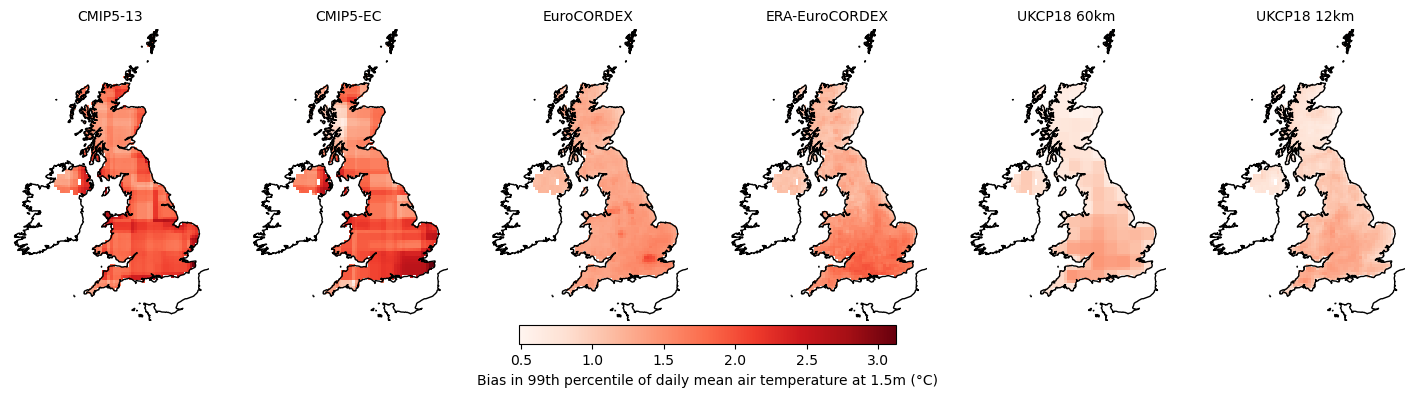 CMIP5-13 CMIP5-EC EuroCORDEX ERA-EuroCORDEX UKCP18 60km UKCP18 12km
0.5 1.0 1.5 2.0 2.5 3.0
Bias in 99th percentile of daily mean air temperature at 1.5m (°C)